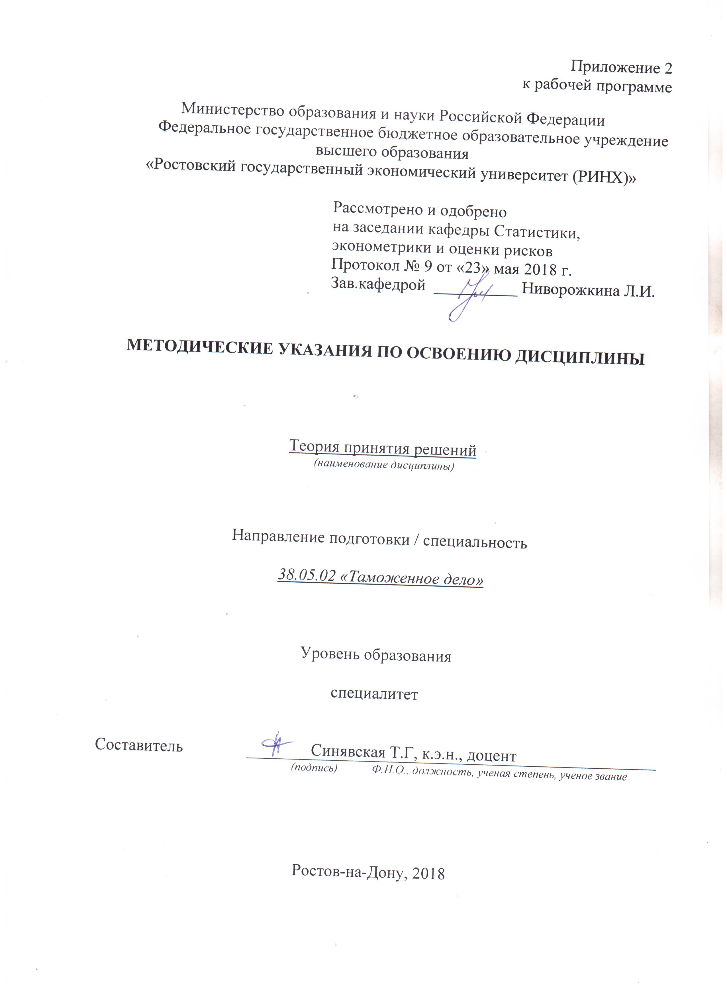 Приложение 2
к рабочей программе
Министерство образования и науки Российской Федерации
Федеральное государственное бюджетное образовательное учреждение
высшего образования
«Ростовский государственный экономический университет (РИНХ)»
Рассмотрено и одобрено
на заседании кафедры Статистики,
эконометрики и оценки рисков
Протокол № 9 от «23» мая 2018 г.
Зав.кафедрой __________ Ниворожкина Л.И.
МЕТОДИЧЕСКИЕ УКАЗАНИЯ ПО ОСВОЕНИЮ ДИСЦИПЛИНЫ
Теория принятия решений
(наименование дисциплины)
Направление подготовки / специальность
38.05.02 «Таможенное дело»
Уровень образования
специалитет
Составитель Синявская Т.Г, к.э.н., доцент
(подпись) Ф.И.О., должность, ученая степень, ученое звание
Ростов-на-Дону, 2018